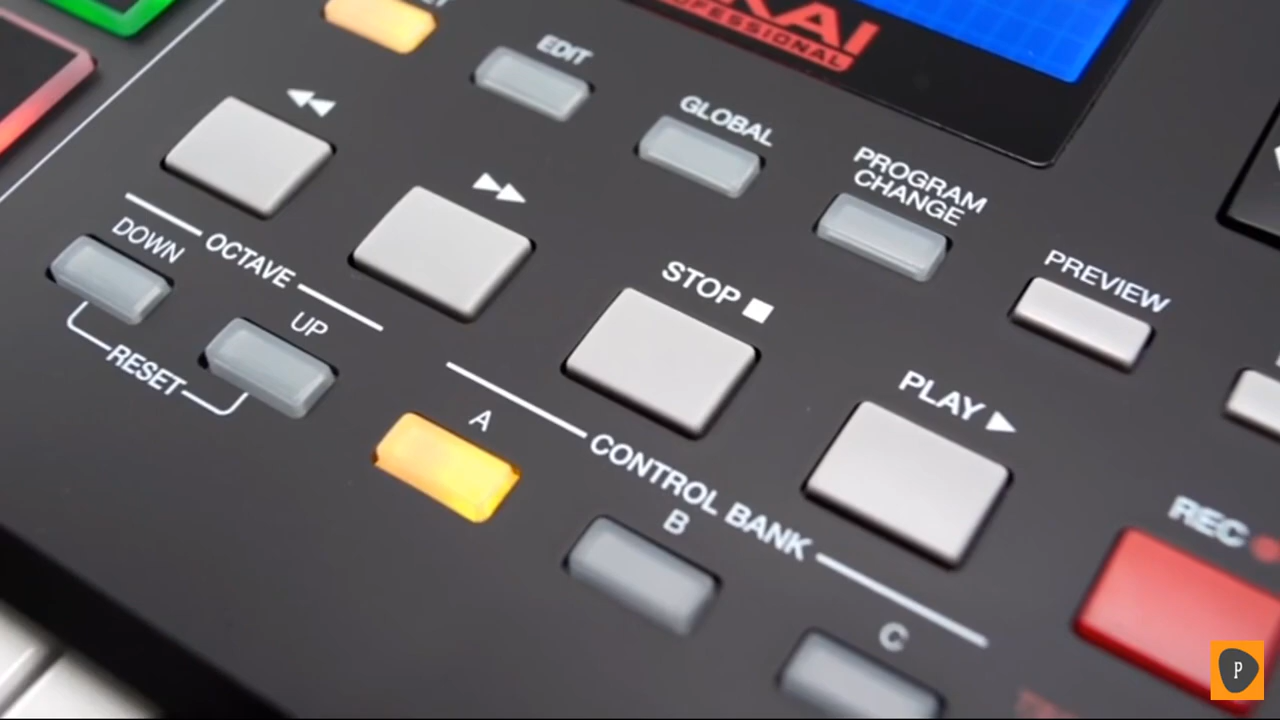 AKAI
PROFESSIONAL
EDIT
GLOBAL
PROGRAM
CHANGE
PREVIEW
DOWN
OCTAVE
UP
RESET
STOP
PLAY
REC
A
CONTROL BANK
B
C
P